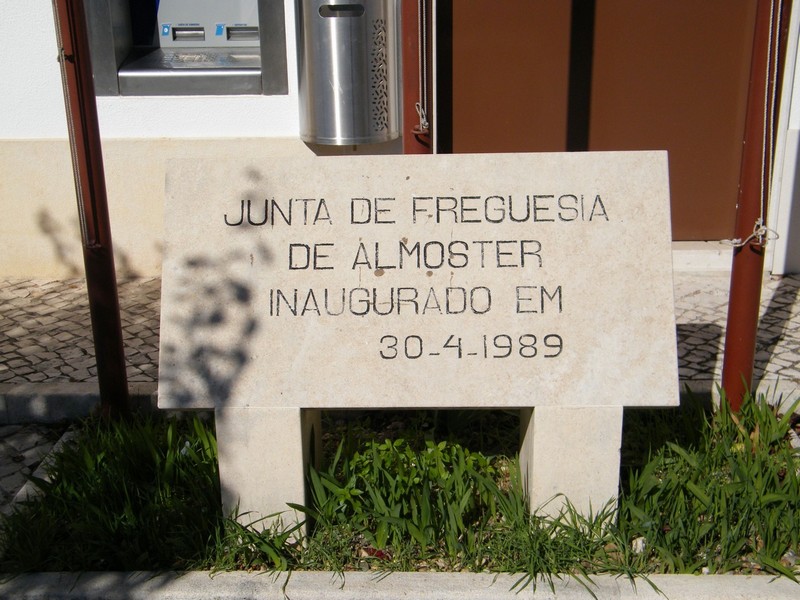 JUNTA DE FREGUESIA
DE ALMOSTER
INAUGURADO EM
30-4-1989